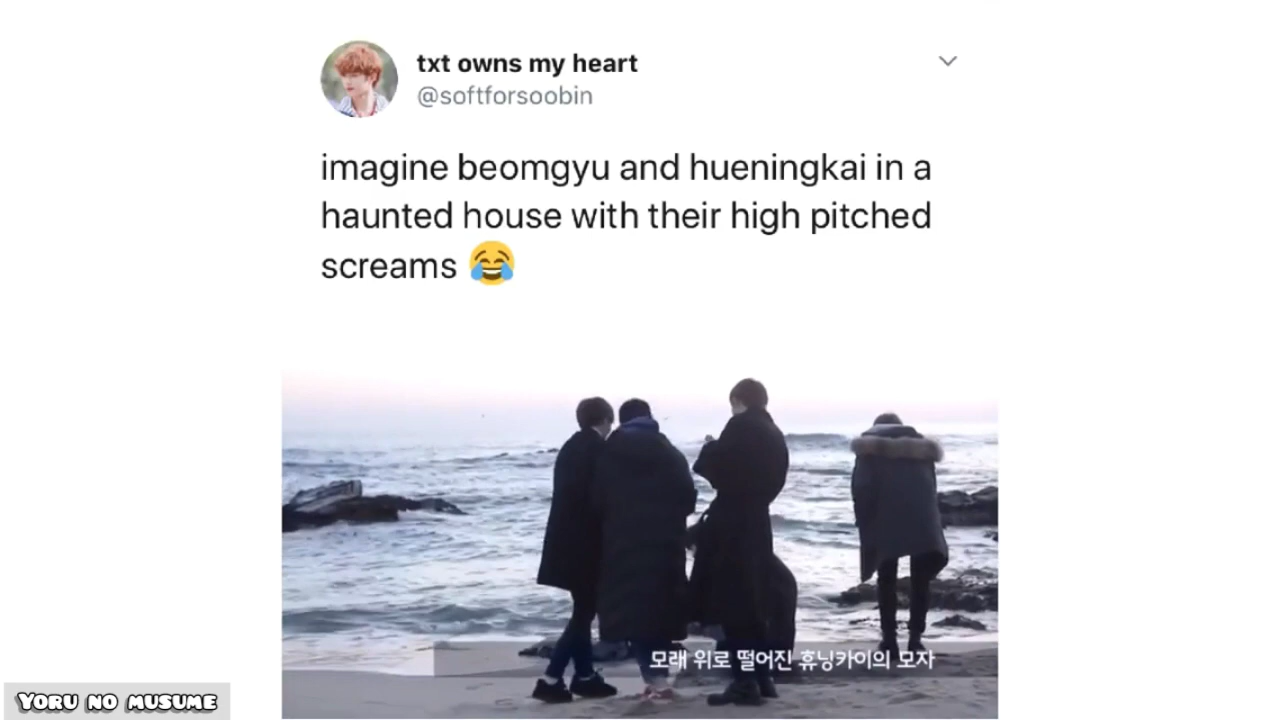 txt owns my heart
@softforsoobin
imagine beomgyu and hueningkai in a
haunted house with their high pitched
screams 😂
모래 위로 떨어진 휴닝카이의 모자
YORU NO MUSUME